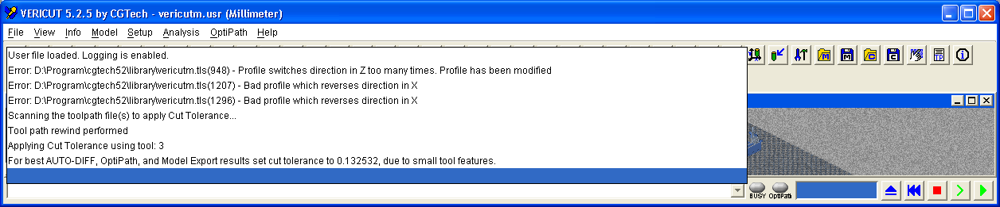 VERICUT 5.2.5 by CGTech - vericutm.usr (Millimeter)
File View Info Model Setup Analysis OptiPath Help
User file loaded. Logging is enabled.
Error: D:\Program\cgtech52\library\vericutm.tls(948) - Profile switches direction in Z too many times. Profile has been modified
Error: D:\Program\cgtech52\library\vericutm.tls(1207) - Bad profile which reverses direction in X
Error: D:\Program\cgtech52\library\vericutm.tls(1296) - Bad profile which reverses direction in X
Scanning the toolpath file(s) to apply Cut Tolerance...
Tool path rewind performed
Applying Cut Tolerance using tool: 3
For best AUTO-DIFF, OptiPath, and Model Export results set cut tolerance to 0.132532, due to small tool features.
M M C C TP
BUSY OptiPath